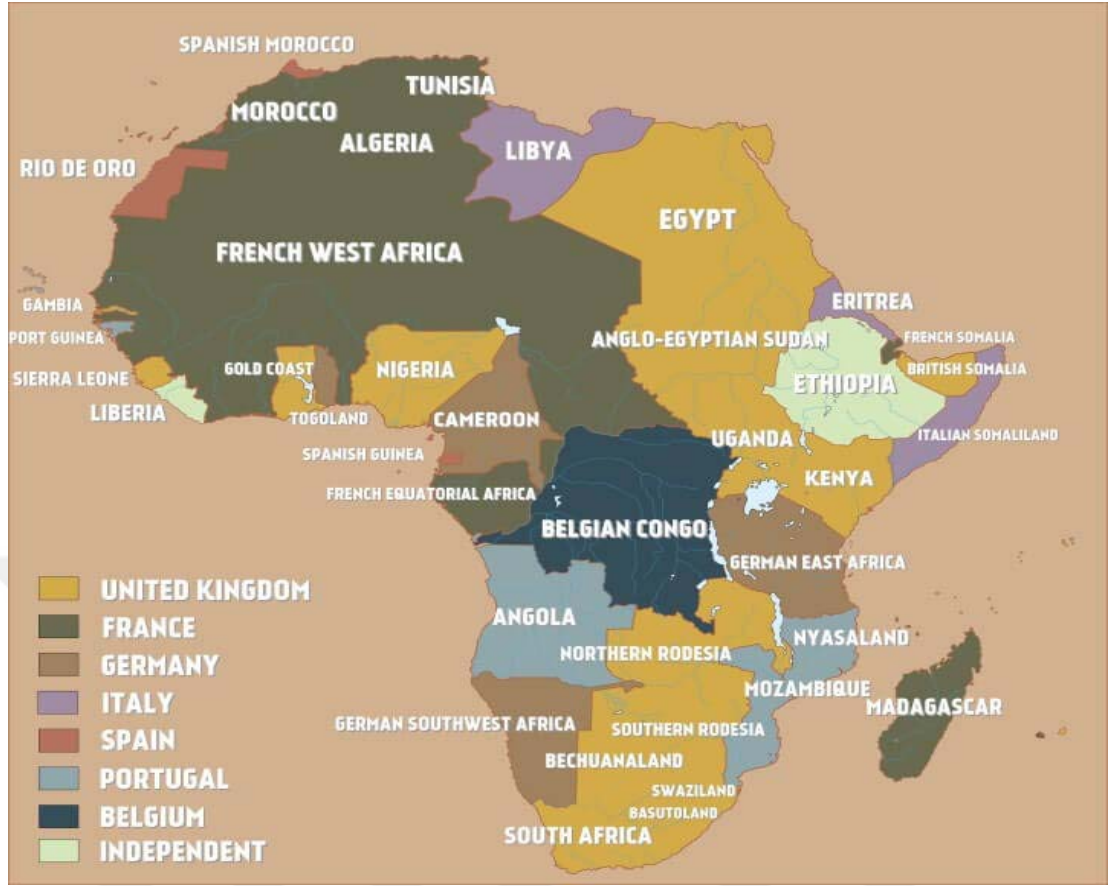 SPANISH MOROCCO
TUNISIA
MOROCCO
ALGERIA
LIBYA
RIO DE ORO
EGYPT
FRENCH WEST AFRICA
GAMBIA
ERITREA
PORT GUINEA
ANGLO-EGYPTIAN SUDAN
FRENCH SOMALIA
SIERRA LEONE
GOLD COAST
NIGERIA
BRITISH SOMALIA
ETHIOPIA
LIBERIA
TOGOLAND
CAMEROON
ITALIAN SOMALILAND
UGANDA
SPANISH GUINEA
KENYA
FRENCH EQUATORIAL AFRICA
BELGIAN CONGO
GERMAN EAST AFRICA
ANGOLA
NYASALAND
NORTHERN RODESIA
MOZAMBIQUE
MADAGASCAR
GERMAN SOUTHWEST AFRICA
SOUTHERN RODESIA
BECHUANALAND
SWAZILAND
BASUTOLAND
SOUTH AFRICA
UNITED KINGDOM
FRANCE
GERMANY
ITALY
SPAIN
PORTUGAL
BELGIUM
INDEPENDENT